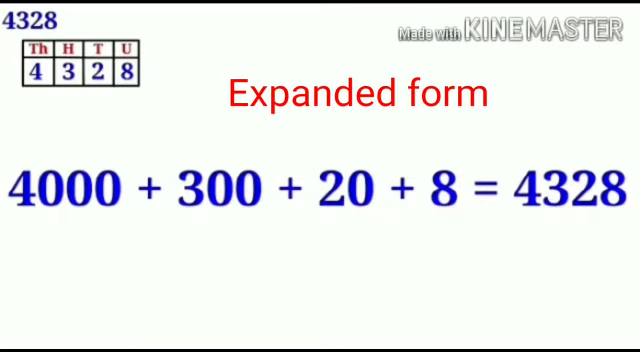 4328
Made with KINEMASTER
Th H T U
4 3 2 8
Expanded form
4000 + 300 + 20 + 8 = 4328